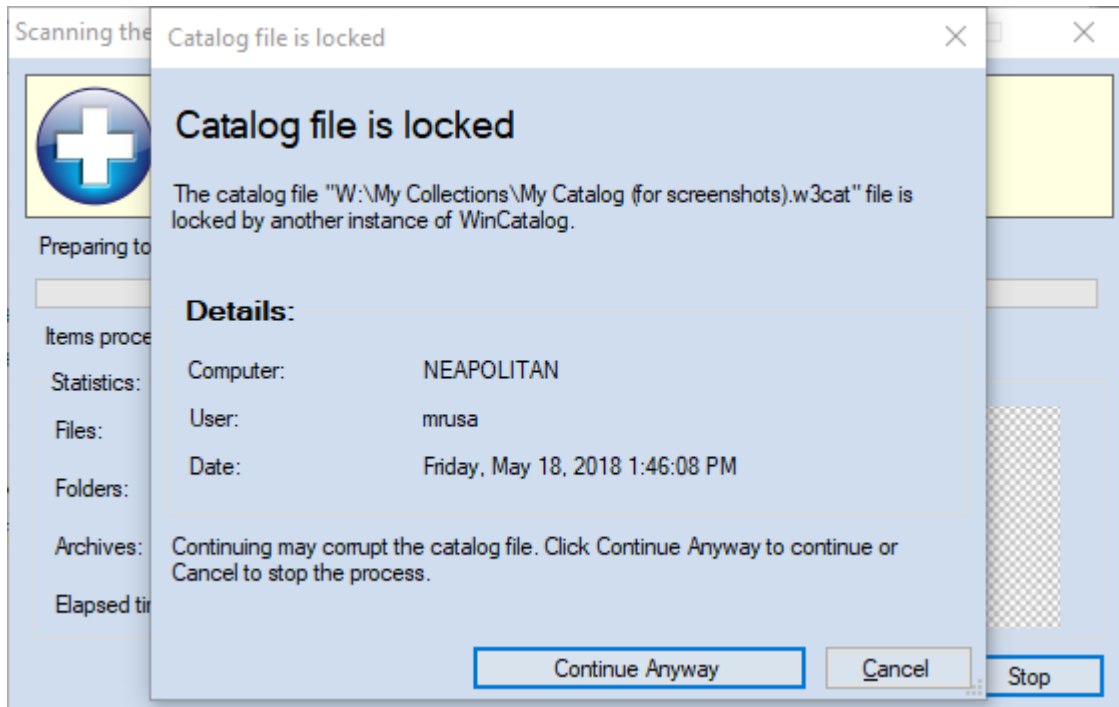 Scanning the
Catalog file is locked
Catalog file is locked
The catalog file "W:\My Collections\My Catalog (for screenshots).w3cat" file is
locked by another instance of WinCatalog.
Preparing to
Details:
Items proce
Computer: NEAPOLITAN
Statistics:
User: mrusa
Files:
Date: Friday, May 18, 2018 1:46:08 PM
Folders:
Archives:
Continuing may corrupt the catalog file. Click Continue Anyway to continue or
Cancel to stop the process.
Elapsed tir
Continue Anyway
Cancel
Stop